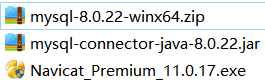 mysql-8.0.22-winx64.zip
mysql-connector-java-8.0.22.jar
Navicat_Premium_11.0.17.exe